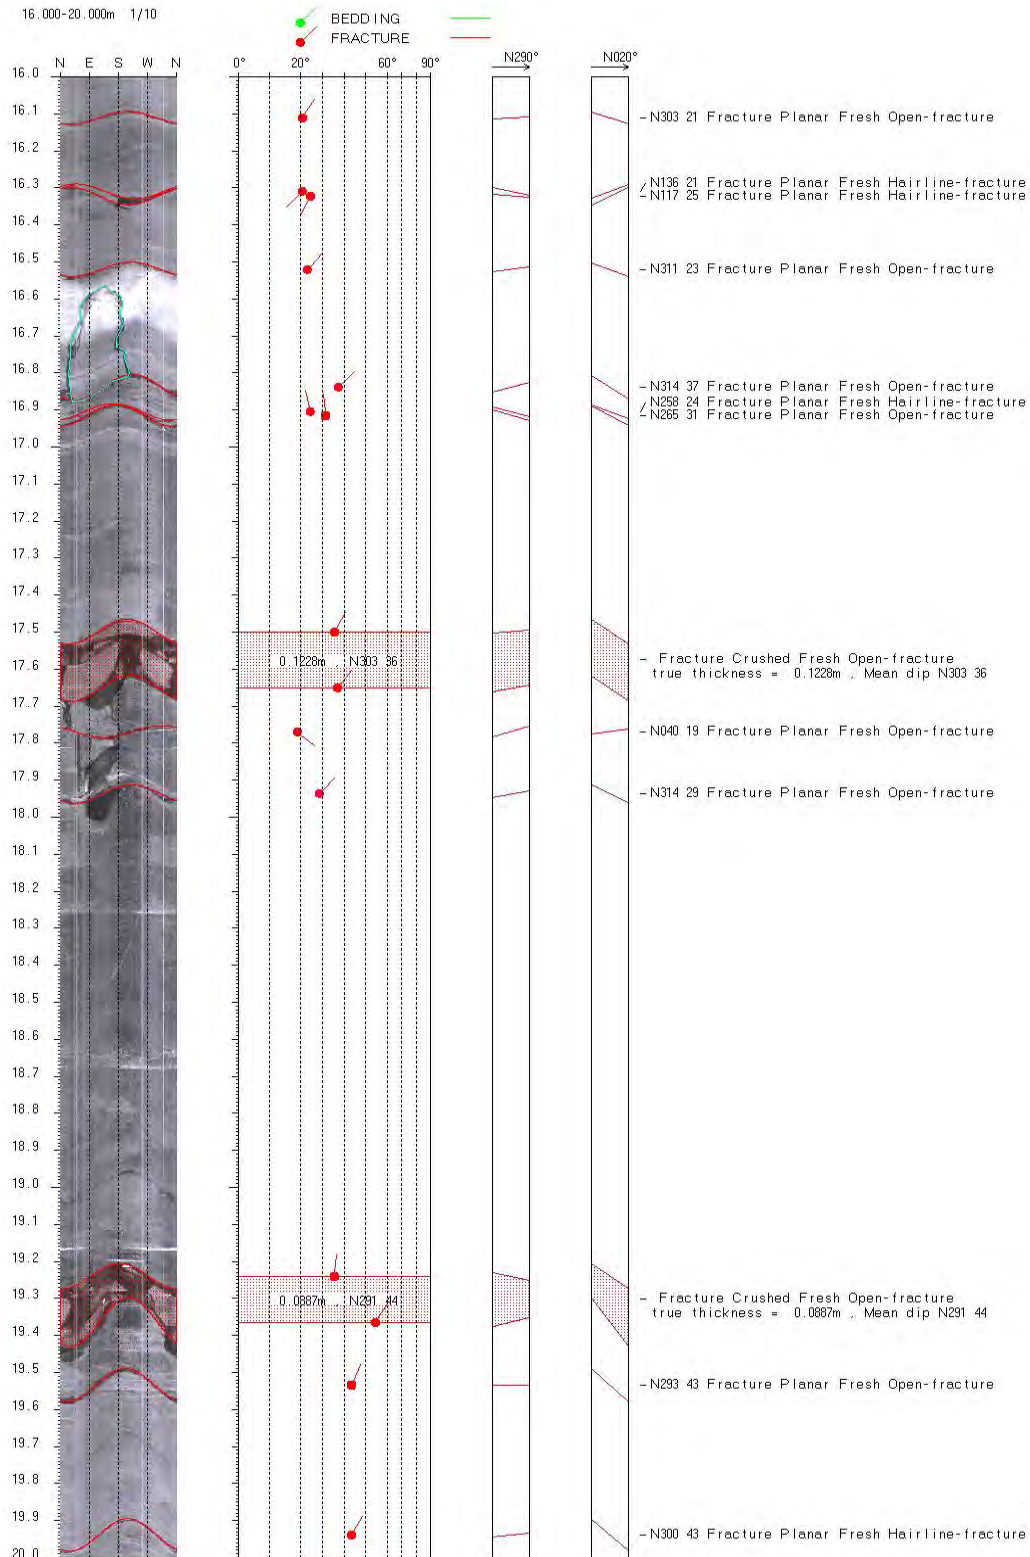 16.000-20.000m 1/10
BEDDING
FRACTURE
N E S W N
0° 20° 60° 90°
N290°
N020°
16.0
16.1
N303 21 Fracture Planar Fresh Open-fracture
16.2
16.3
N136 21 Fracture Planar Fresh Hairline-fracture
N117 25 Fracture Planar Fresh Hairline-fracture
16.4
16.5
N311 23 Fracture Planar Fresh Open-fracture
16.6
16.7
16.8
N314 37 Fracture Planar Fresh Open-fracture
N258 24 Fracture Planar Fresh Hairline-fracture
16.9
N265 31 Fracture Planar Fresh Open-fracture
17.0
17.1
17.2
17.3
17.4
17.5
17.6
0.1228m . N303 36
Fracture Crushed Fresh Open-fracture
true thickness = 0.1228m . Mean dip N303 36
17.7
N040 19 Fracture Planar Fresh Open-fracture
17.8
17.9
N314 29 Fracture Planar Fresh Open-fracture
18.0
18.1
18.2
18.3
18.4
18.5
18.6
18.7
18.8
18.9
19.0
19.1
19.2
19.3
0.0887m . N291 44
Fracture Crushed Fresh Open-fracture
true thickness = 0.0887m . Mean dip N291 44
19.4
19.5
N293 43 Fracture Planar Fresh Open-fracture
19.6
19.7
19.8
19.9
N300 43 Fracture Planar Fresh Hairline-fracture
20.0